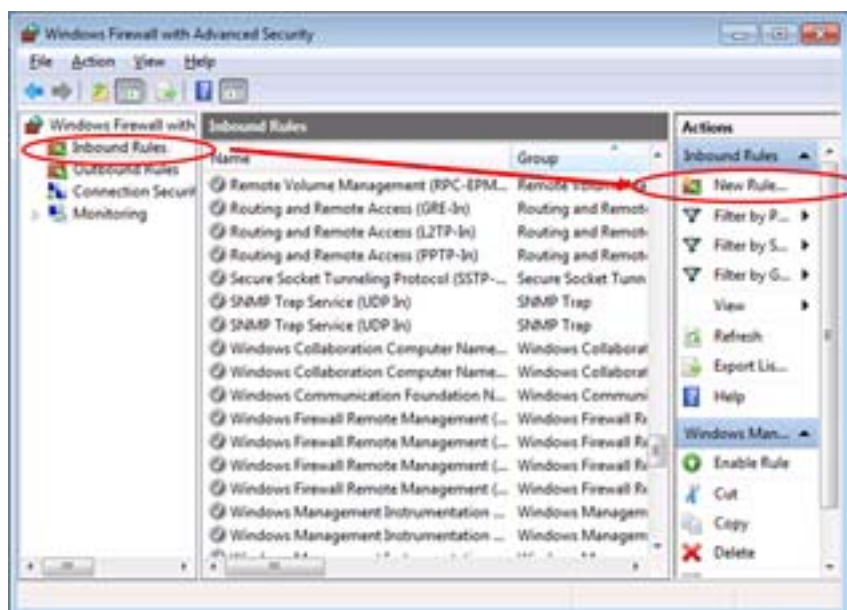 Windows Firewall with Advanced Security
File Action View Help
Windows Firewall with
Inbound Rules
Outbound Rules
Connection Securit
Monitoring
Inbound Rules
Name Group
Remote Volume Management (RPC-EPM...
Routing and Remote Access (GRE-In) Routing and Remot
Routing and Remote Access (L2TP-In) Routing and Remot
Routing and Remote Access (PPTP-In) Routing and Remot
Secure Socket Tunneling Protocol (SSTP-... Secure Socket Tunn
SNMP Trap Service (UDP In) SNMP Trap
SNMP Trap Service (UDP In) SNMP Trap
Windows Collaboration Computer Name... Windows Collaborat
Windows Collaboration Computer Name... Windows Collaborat
Windows Communication Foundation N... Windows Communi
Windows Firewall Remote Management (... Windows Firewall Re
Windows Firewall Remote Management (... Windows Firewall Re
Windows Firewall Remote Management (... Windows Firewall Re
Windows Firewall Remote Management (... Windows Firewall Re
Windows Management Instrumentation ... Windows Managem
Windows Management Instrumentation ... Windows Managem
Actions
Inbound Rules
New Rule...
Filter by P...
Filter by S...
Filter by G...
View
Refresh
Export Lis...
Help
Windows Man...
Enable Rule
Cut
Copy
Delete